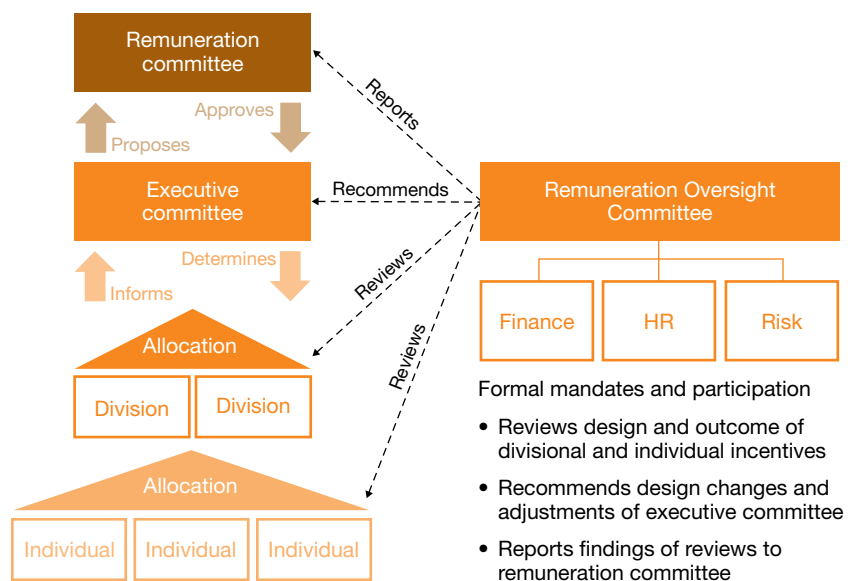 Remuneration
committee
Approves
Proposes
Reports
Executive
committee
Recommends
Remuneration Oversight
Committee
Determines
Informs
Reviews
Reviews
Finance
HR
Risk
Allocation
Division
Division
Allocation
Individual
Individual
Individual
Formal mandates and participation
• Reviews design and outcome of
divisional and individual incentives
• Recommends design changes and
adjustments of executive committee
• Reports findings of reviews to
remuneration committee